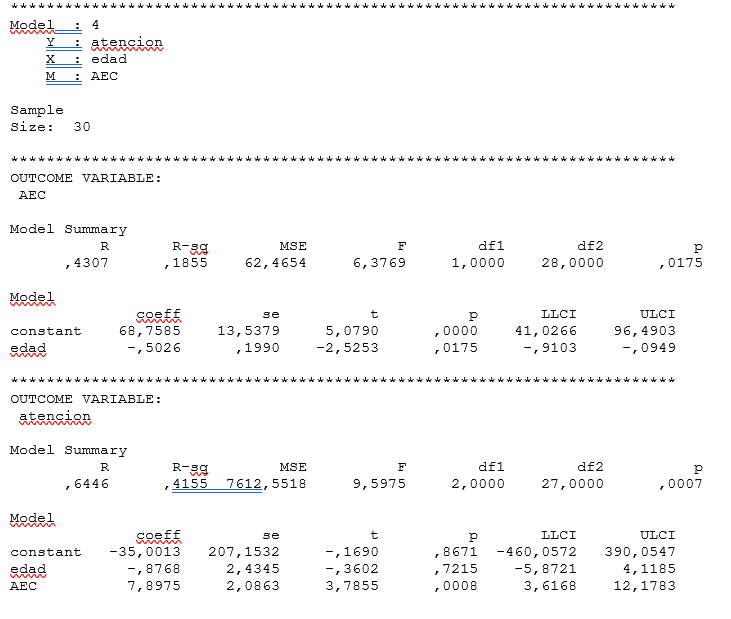 **************************************************************************
Model  : 4
    Y  : atencion
    X  : edad
    M  : AEC
Sample
Size:  30
**************************************************************************
OUTCOME VARIABLE:
 AEC
Model Summary
          R       R-sq        MSE          F        df1        df2          p
      ,4307      ,1855    62,4654     6,3769     1,0000    28,0000      ,0175
Model
              coeff         se          t          p       LLCI       ULCI
constant    68,7585    13,5379     5,0790      ,0000    41,0266    96,4903
edad         -,5026      ,1990    -2,5253      ,0175     -,9103     -,0949
**************************************************************************
OUTCOME VARIABLE:
 atencion
Model Summary
          R       R-sq        MSE          F        df1        df2          p
      ,6446      ,4155  7612,5518     9,5975     2,0000    27,0000      ,0007
Model
              coeff         se          t          p       LLCI       ULCI
constant   -35,0013   207,1532     -,1690      ,8671  -460,0572   390,0547
edad         -,8768     2,4345     -,3602      ,7215    -5,8721     4,1185
AEC          7,8975     2,0863     3,7855      ,0008     3,6168    12,1783